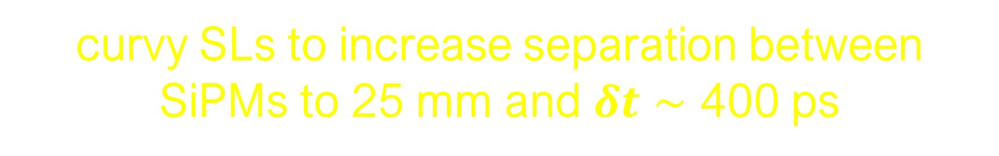 curvy SLs to increase separation between
SiPMs to 25 mm and δt ~ 400 ps